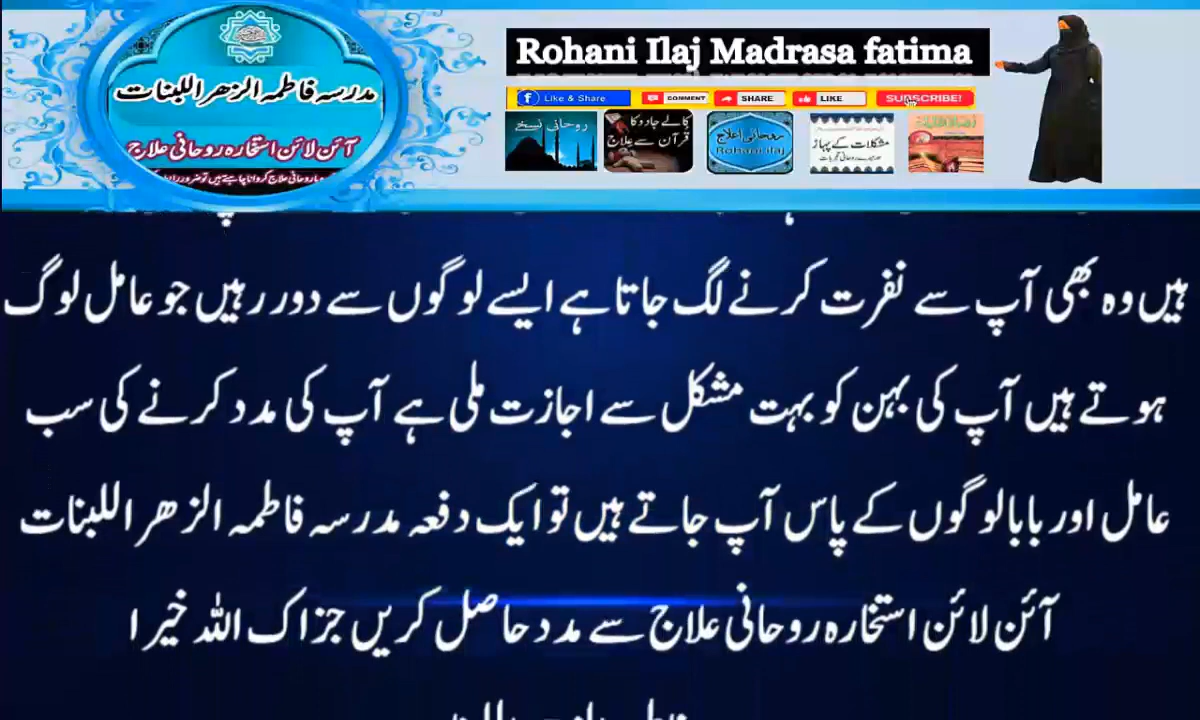 مدرسہ فاطمہ الزھرا للبنات
آئن لائن استخارہ روحانی علاج
Rohani Ilaj Madrasa fatima
Like & Share
COMMENT
SHARE
LIKE
SUBSCRIBE!
روحانی نسخے
کالے جادو کا
قرآن سے علاج
روحانی علاج
Rohani ilaj
مشکلات کے پہاڑ
ہیں وہ بھی آپ سے نفرت کرنے لگ جاتا ہے ایسے لوگوں سے دور رہیں جو عامل لوگ
ہوتے ہیں آپ کی بہن کو بہت مشکل سے اجازت ملی ہے آپ کی مدد کرنے کی سب
عامل اور بابا لوگوں کے پاس آپ جاتے ہیں تو ایک دفعہ مدرسہ فاطمہ الزھرا للبنات
آئن لائن استخارہ روحانی علاج سے مدد حاصل کریں جزاک اللہ خیرا